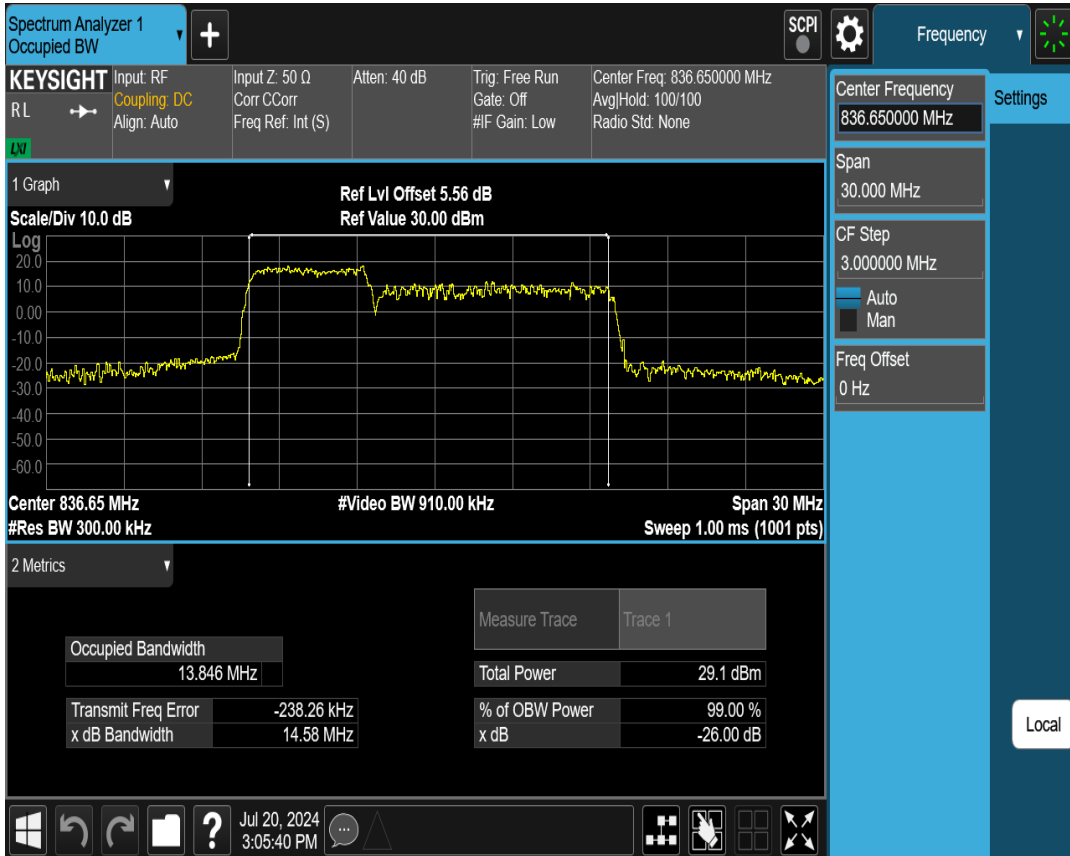 Spectrum Analyzer 1
Occupied BW
+
SCPI
Frequency
KEYSIGHT
R L
LXI
Input: RF
Coupling: DC
Align: Auto
Input Z: 50 Ω
Corr CCorr
Freq Ref: Int (S)
Atten: 40 dB
Trig: Free Run
Gate: Off
#IF Gain: Low
Center Freq: 836.650000 MHz
Avg|Hold: 100/100
Radio Std: None
Center Frequency
836.650000 MHz
Settings
Span
30.000 MHz
CF Step
3.000000 MHz
Auto
Man
Freq Offset
0 Hz
Local
1 Graph
Scale/Div 10.0 dB
Ref Lvl Offset 5.56 dB
Ref Value 30.00 dBm
Log
20.0
10.0
0.00
-10.0
-20.0
-30.0
-40.0
-50.0
-60.0
Center 836.65 MHz
#Video BW 910.00 kHz
Span 30 MHz
#Res BW 300.00 kHz
Sweep 1.00 ms (1001 pts)
2 Metrics
Measure Trace Trace 1
Occupied Bandwidth
13.846 MHz
Total Power 29.1 dBm
Transmit Freq Error -238.26 kHz
% of OBW Power 99.00 %
x dB Bandwidth 14.58 MHz
x dB -26.00 dB
?
Jul 20, 2024
3:05:40 PM